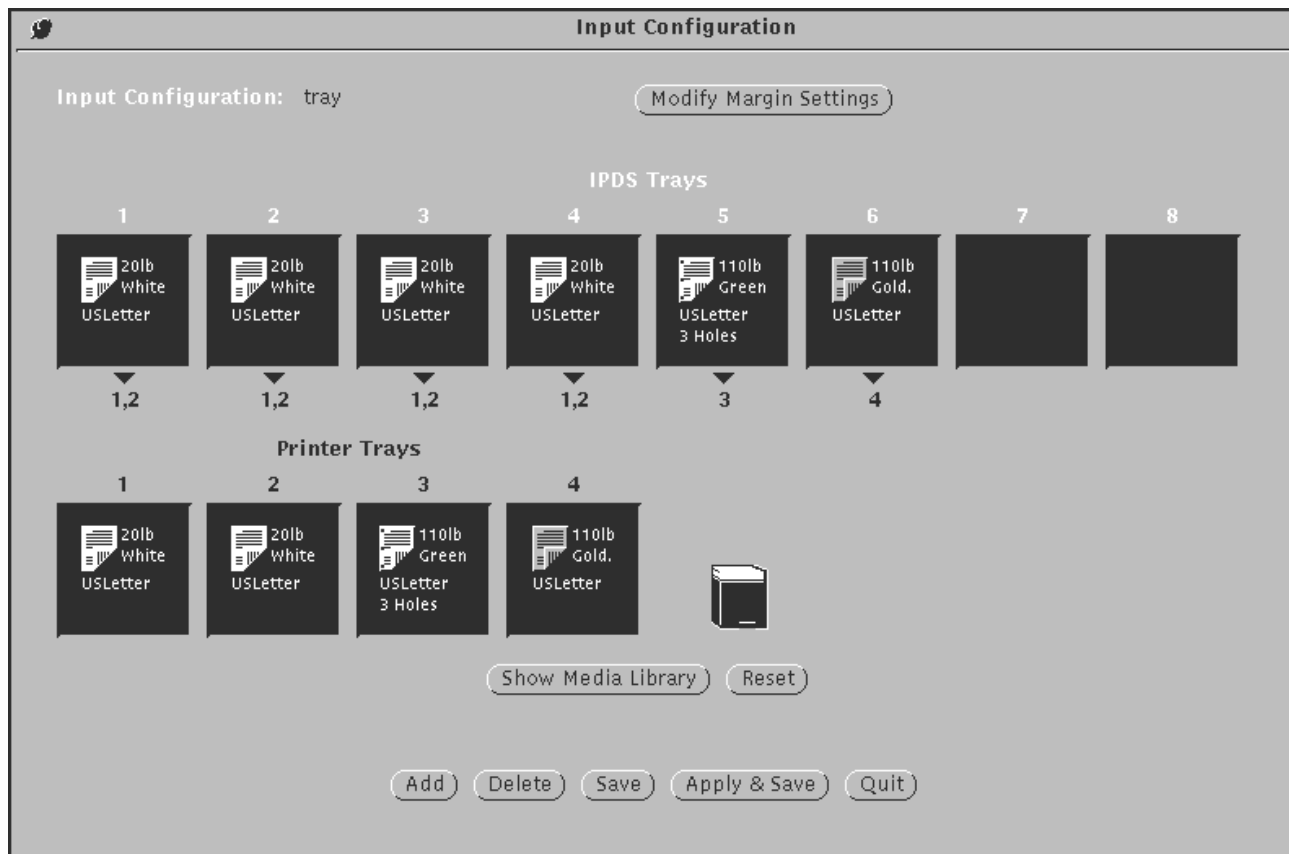 Input Configuration
Input Configuration: tray Modify Margin Settings
IPDS Trays
1 2 3 4 5 6 7 8
20lb 20lb 20lb 20lb 110lb 110lb
White White White White Green Gold.
USLetter USLetter USLetter USLetter USLetter USLetter
3 Holes
1,2 1,2 1,2 1,2 3 4
Printer Trays
1 2 3 4
20lb 20lb 110lb 110lb
White White Green Gold.
USLetter USLetter USLetter USLetter
3 Holes
Show Media Library Reset
Add Delete Save Apply & Save Quit